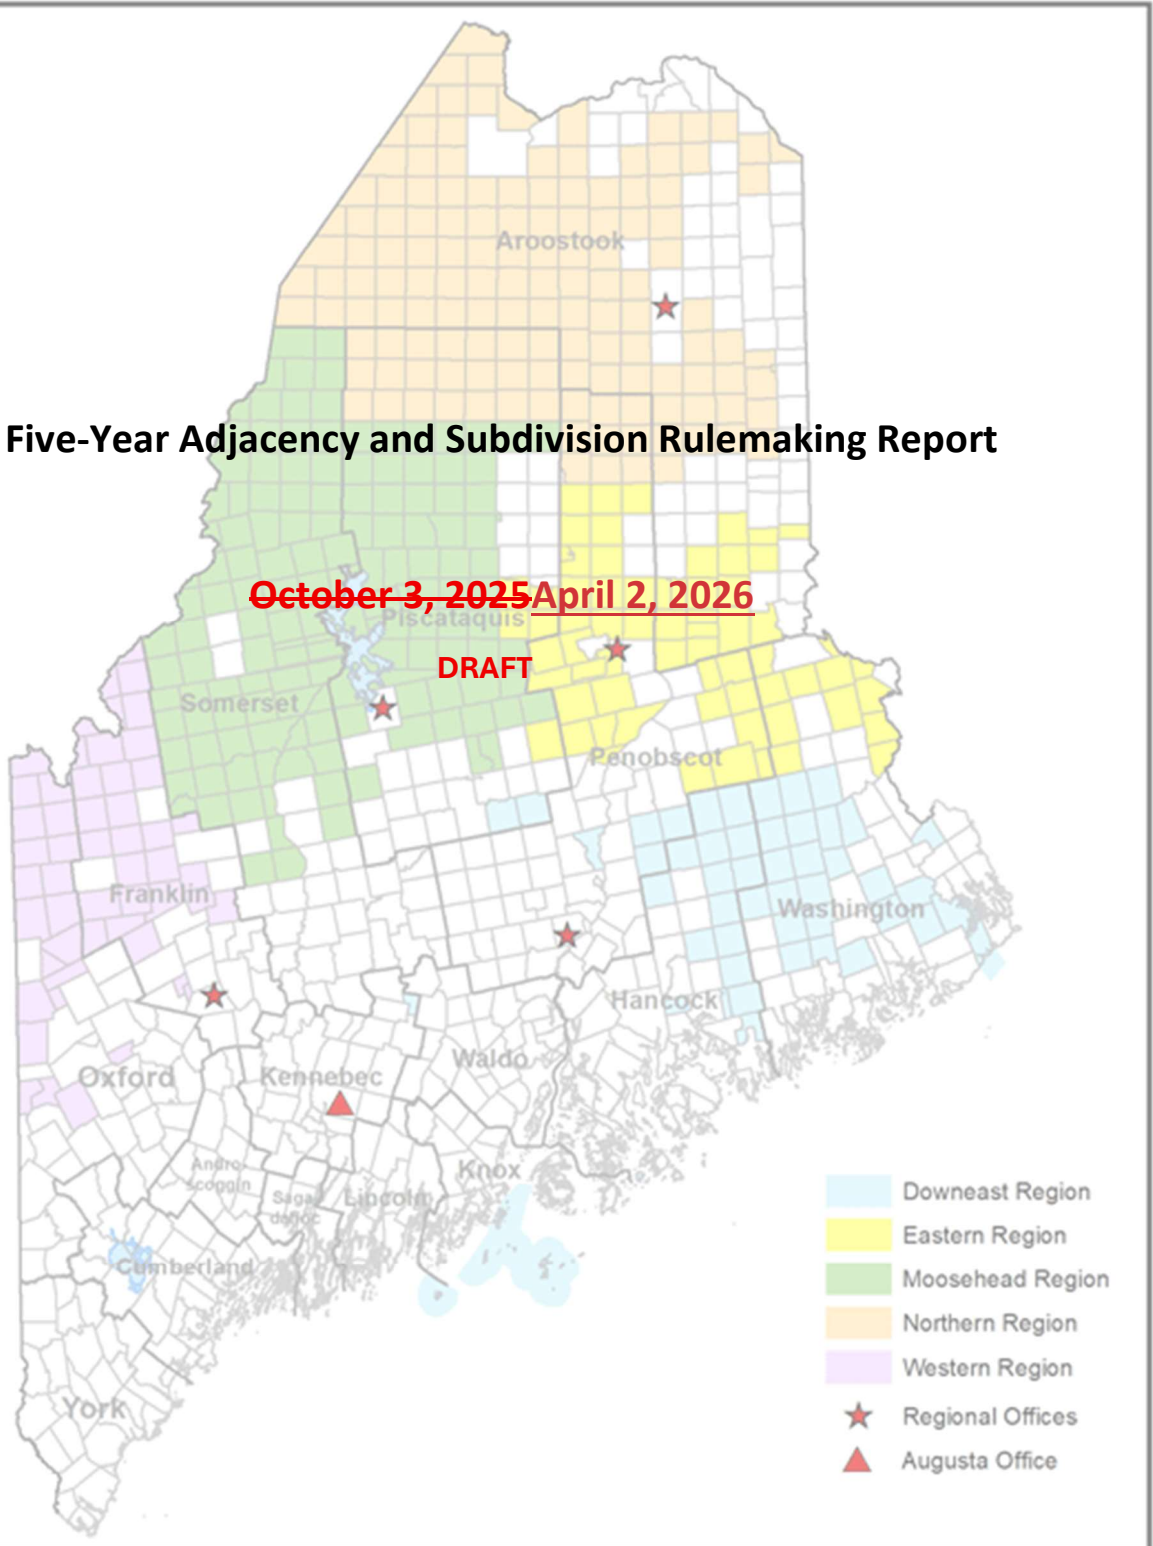 Aroostook
Five-Year Adjacency and Subdivision Rulemaking Report
October 3, 2025April 2, 2026
Piscataquis
DRAFT
Somerset
Penobscot
Franklin
Washington
Hancock
Waldo
Oxford
Kennebec
Knox
Andro-
scoggin
Saga-
dahoc
Lincoln
Cumberland
York
Downeast Region
Eastern Region
Moosehead Region
Northern Region
Western Region
Regional Offices
Augusta Office